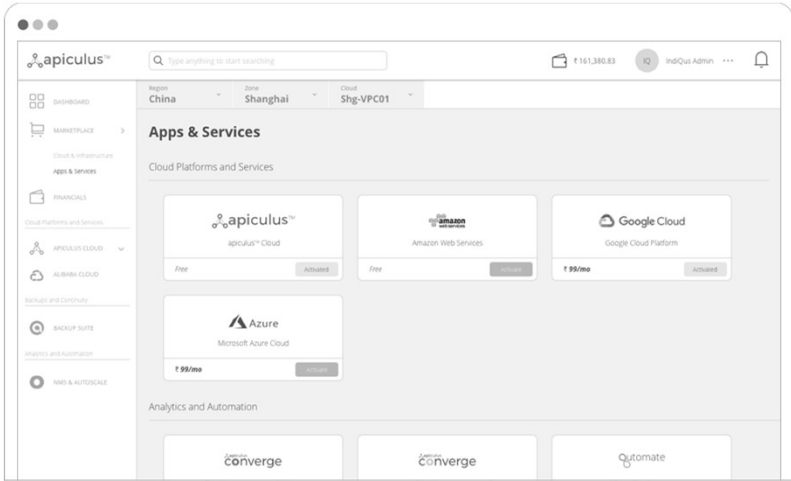 apiculus™
Type anything to start searching
₹ 161,380.83
IQ
IndiQus Admin
Region
China
Zone
Shanghai
Cloud
Shg-VPC01
DASHBOARD
MARKETPLACE
Cloud & Infrastructure
Apps & Services
FINANCIALS
Cloud Platforms and Services
APICULUS CLOUD
ALIBABA CLOUD
Backups and Continuity
BACKUP SUITE
Analytics and Automation
NMS & AUTOSCALE
Apps & Services
Cloud Platforms and Services
apiculus™
apiculus™ Cloud
Free
Activated
amazon
web services
Amazon Web Services
Free
Activate
Google Cloud
Google Cloud Platform
₹ 99/mo
Activated
Azure
Microsoft Azure Cloud
₹ 99/mo
Activate
Analytics and Automation
apiculus
converge
apiculus
converge
automate